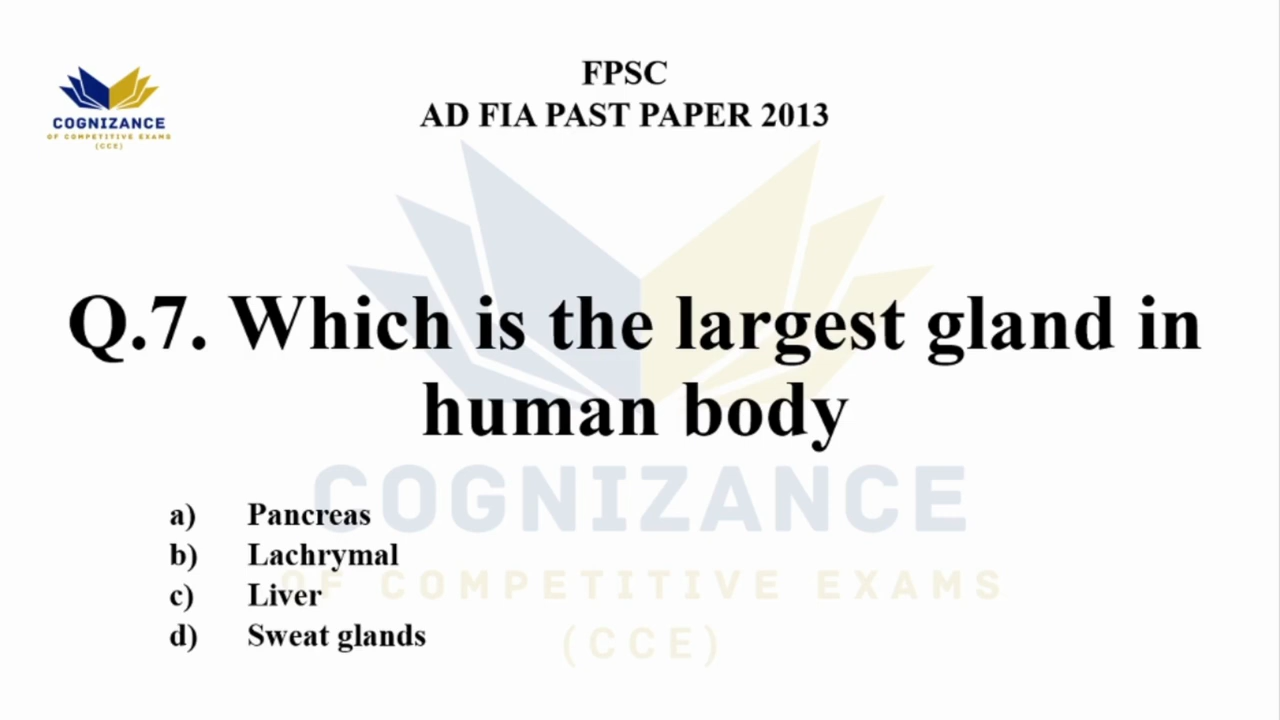 FPSC
AD FIA PAST PAPER 2013
COGNIZANCE
OF COMPETITIVE EXAMS
(CCE)
Q.7. Which is the largest gland in
human body
a) Pancreas
b) Lachrymal
c) Liver
d) Sweat glands
COGNIZANCE
OF COMPETITIVE EXAMS
(CCE)